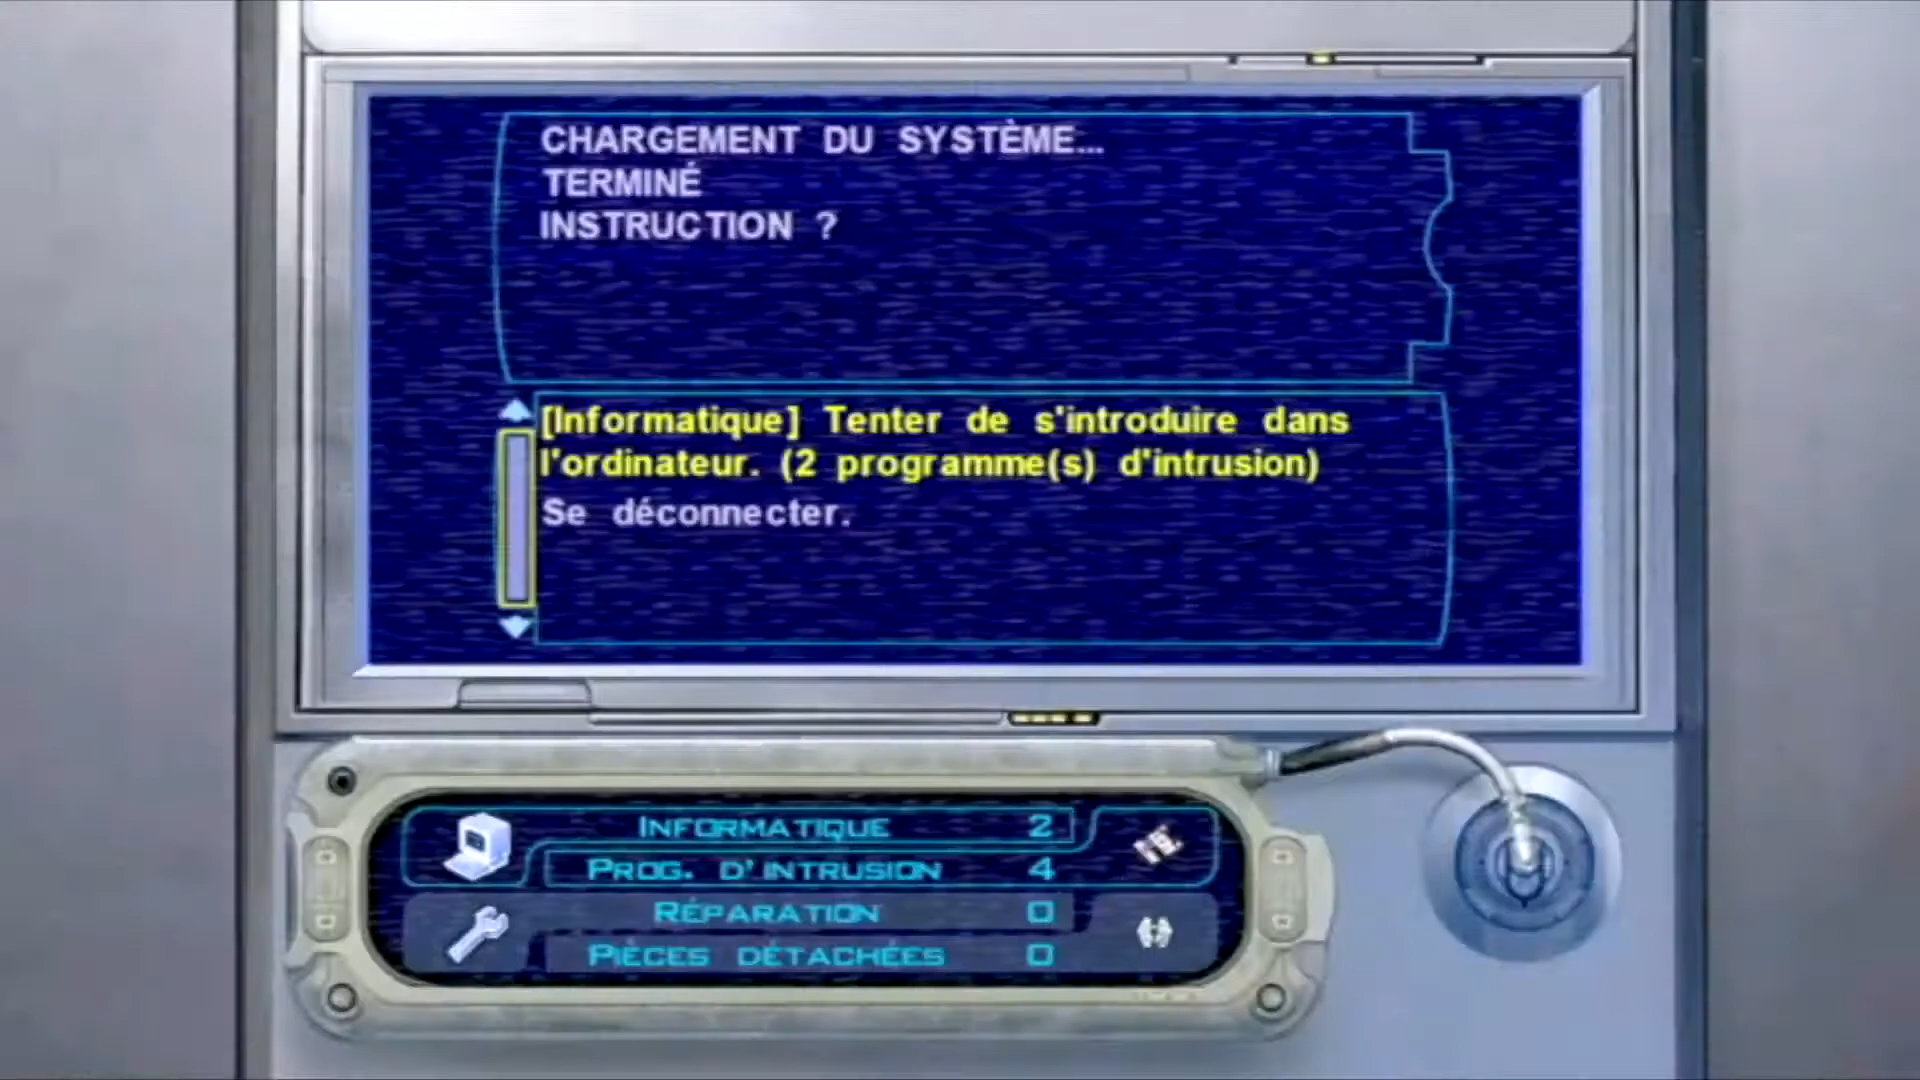 CHARGEMENT DU SYSTÈME...
TERMINÉ
INSTRUCTION ?
[Informatique] Tenter de s'introduire dans
l'ordinateur. (2 programme(s) d'intrusion)
Se déconnecter.
INFORMATIQUE 2
PROG. D'INTRUSION 4
RÉPARATION 0
PIÈCES DÉTACHÉES 0